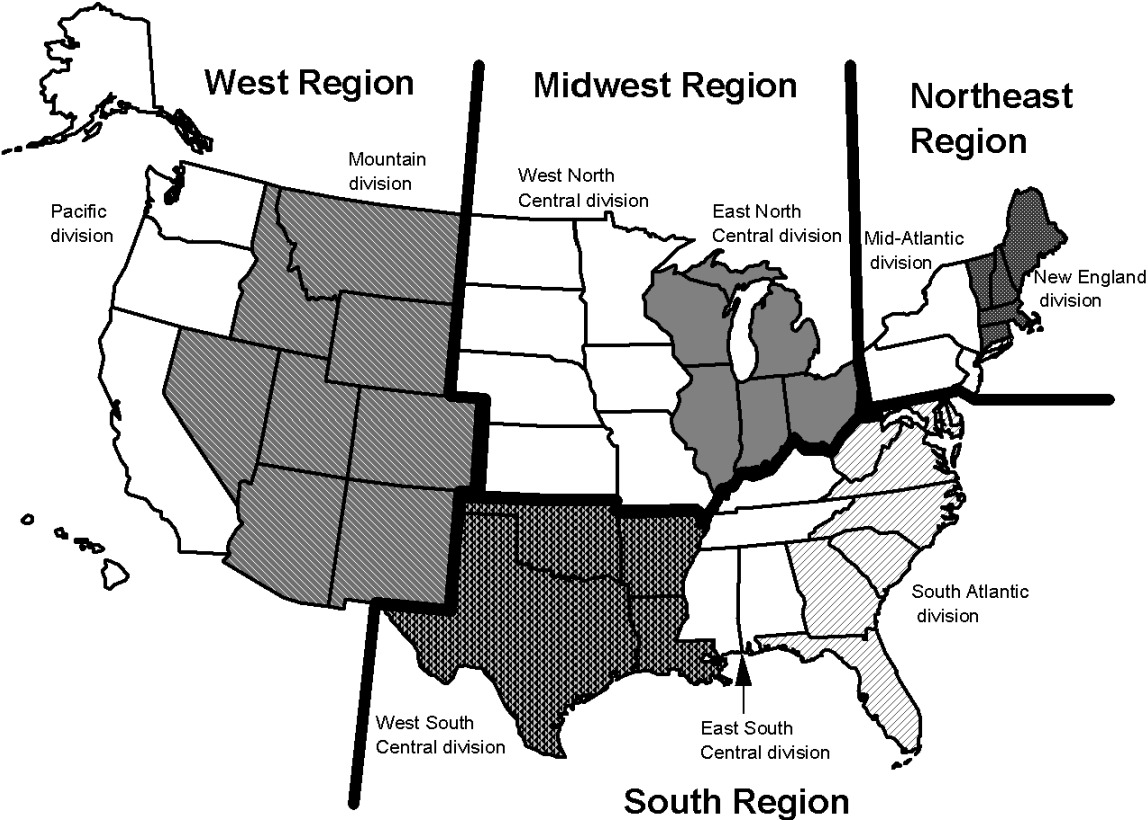 West Region
Midwest Region
Northeast
Region
Mountain
division
West North
Central division
Pacific
division
East North
Central division
Mid-Atlantic
division
New England
division
South Atlantic
division
West South
Central division
East South
Central division
South Region